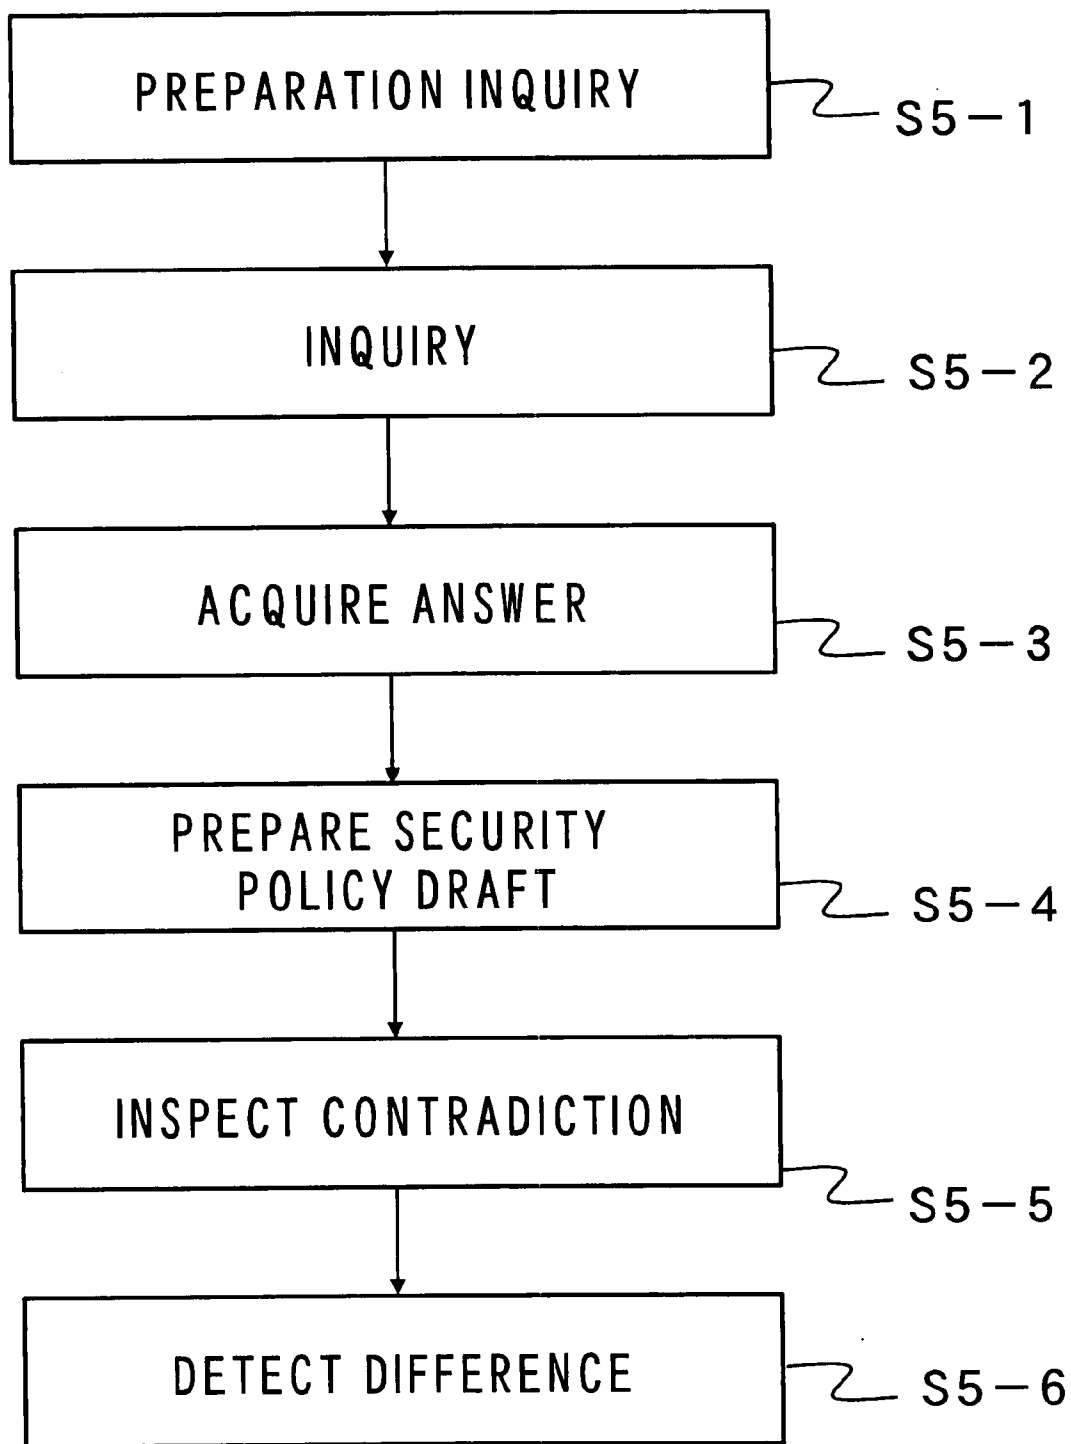 PREPARATION INQUIRY
S5-1
INQUIRY
S5-2
ACQUIRE ANSWER
S5-3
PREPARE SECURITY
POLICY DRAFT
S5-4
INSPECT CONTRADICTION
S5-5
DETECT DIFFERENCE
S5-6